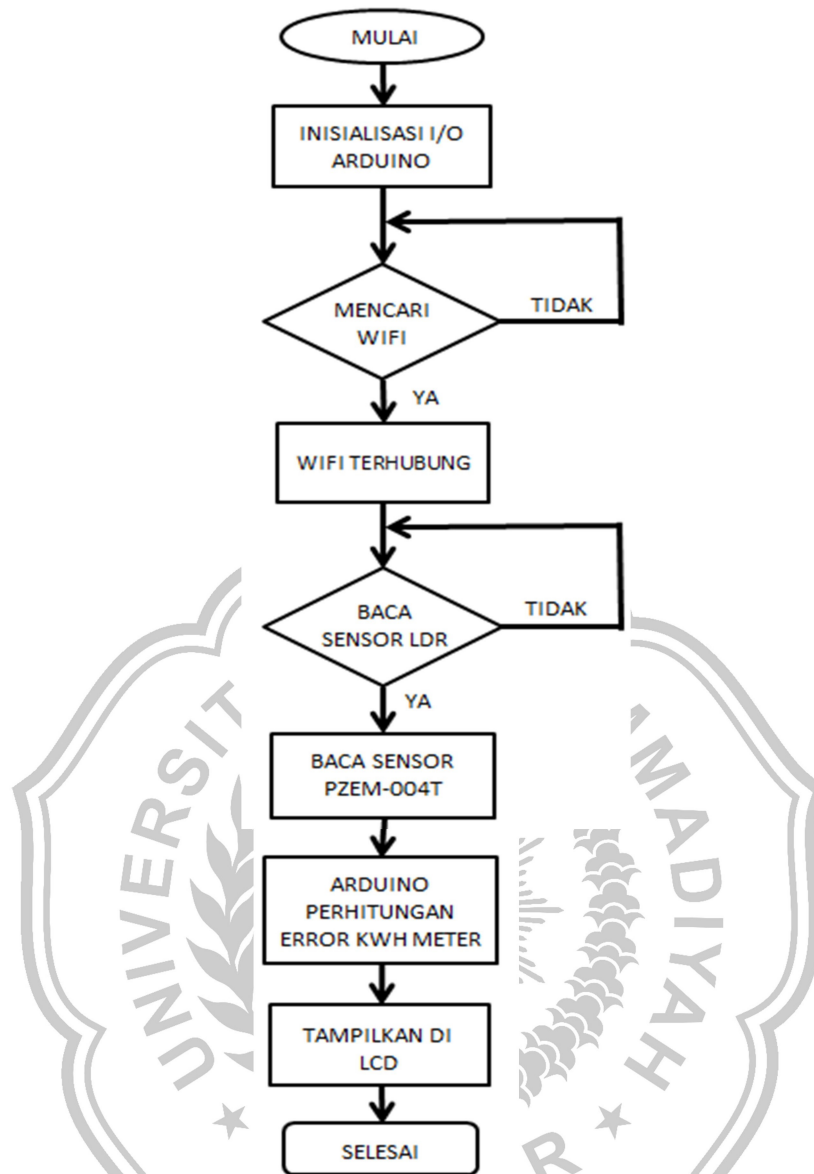 MULAI
INISIALISASI I/O
ARDUINO
MENCARI
WIFI
TIDAK
YA
WIFI TERHUBUNG
BACA
SENSOR LDR
TIDAK
YA
BACA SENSOR
PZEM-004T
ARDUINO
PERHITUNGAN
ERROR KWH METER
TAMPILKAN DI
LCD
SELESAI